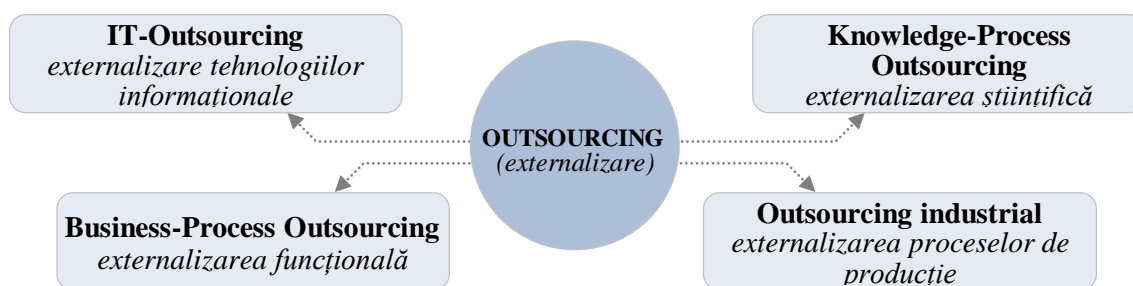 IT-Outsourcing
externalizare tehnologiilor
informaționale
Knowledge-Process
Outsourcing
externalizarea științifică
OUTSOURCING
(externalizare)
Business-Process Outsourcing
externalizarea funcțională
Outsourcing industrial
externalizarea proceselor de
producție